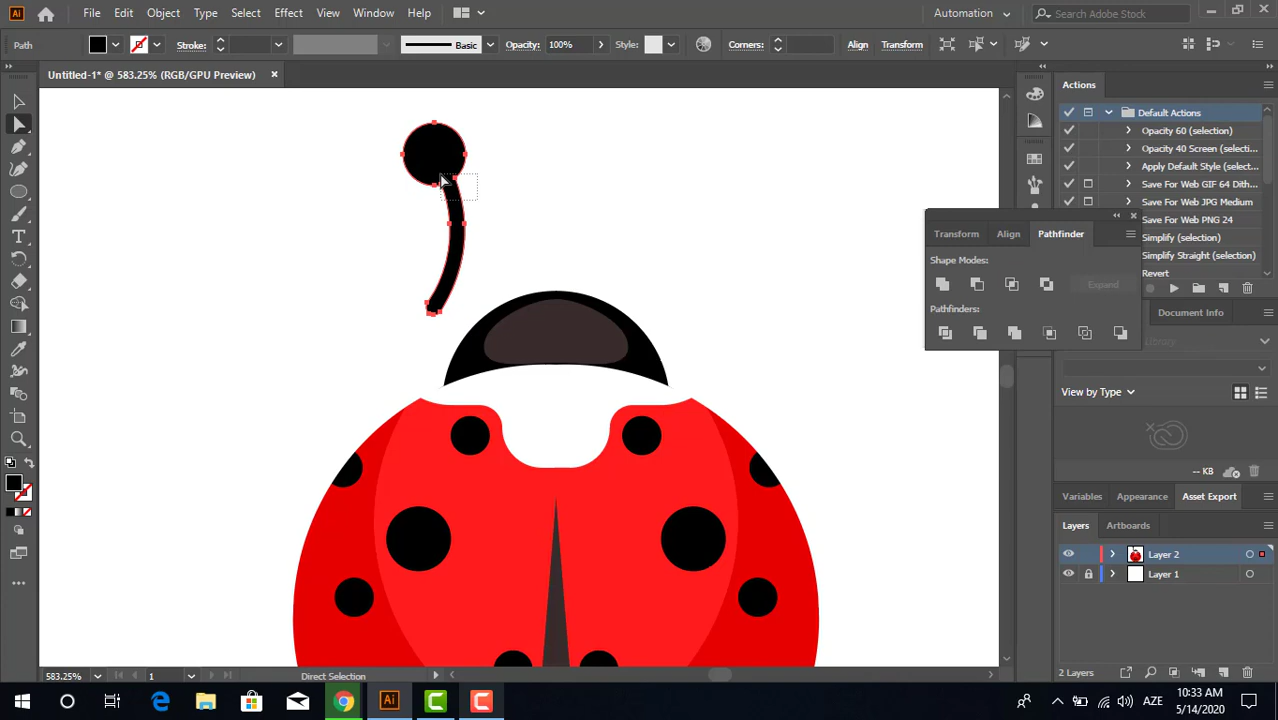 Ai File Edit Object Type Select Effect View Window Help Automation Search Adobe Stock
Path Stroke: Basic Opacity: 100% Style: Corners: Align Transform
Untitled-1* @ 583.25% (RGB/GPU Preview)
Actions
Default Actions
Opacity 60 (selection)
Opacity 40 Screen (selection...
Apply Default Style (selection...
Save For Web GIF 64 Dith...
Save For Web JPG Medium
Save For Web PNG 24
Simplify (selection)
Simplify Straight (selection)
Revert
Transform Align Pathfinder
Shape Modes:
Expand
Pathfinders:
Document Info
Library
View by Type
-- KB
Variables Appearance Asset Export
Layers Artboards
Layer 2
Layer 1
583.25% 1 Direct Selection 2 Layers
Ai AZE 10:33 AM
5/14/2020